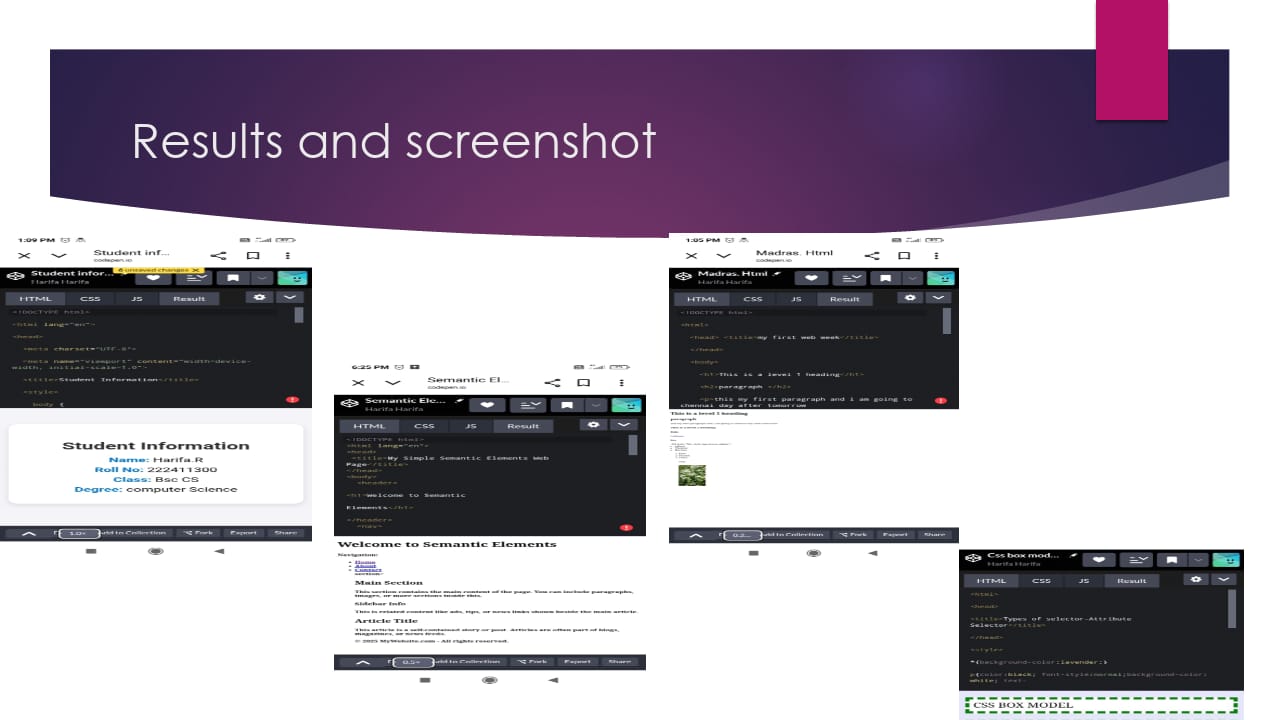 Results and screenshot
1:09 PM
Student inf...
codepen.io
Student infor...
6 unsaved changes X
Harifa Harifa
HTML CSS JS Result
<!DOCTYPE html>
<html lang="en">
<head>
<meta charset="UTF-8">
<meta name="viewport" content="width=device-
width, initial-scale=1.0">
<title>Student Information</title>
<style>
body {
Student Information
Name: Harifa.R
Roll No: 222411300
Class: Bsc CS
Degree: computer Science
1.0× dd to Collection Fork Export Share
6:25 PM
Semantic El...
codepen.io
Semantic Ele...
Harifa Harifa
HTML CSS JS Result
<!DOCTYPE html>
<html lang="en">
<head>
<title>My Simple Semantic Elements Web
Page</title>
</head>
<body>
<header>
<h1>Welcome to Semantic
Elements</h1>
</header>
<nav>
Welcome to Semantic Elements
Navigation:
Home
About
Contact
section>
Main Section
This section contains the main content of the page. You can include paragraphs,
images, or more sections inside this.
Sidebar Info
This is related content like ads, tips, or news links shown beside the main article.
Article Title
This article is a self-contained story or post. Articles are often part of blogs,
magazines, or news feeds.
© 2025 MyWebsite.com - All rights reserved.
0.5× dd to Collection Fork Export Share
1:05 PM
Madras. Html
codepen.io
Madras. Html
Harifa Harifa
HTML CSS JS Result
<!DOCTYPE html>
<html>
<head> <title>my first web week</title>
</head>
<body>
<h1>This is a level 1 heading</h1>
<h2>paragraph </h2>
<p>this my first paragraph and i am going to
chennai day after tomorrow
This is a level 1 heading
paragraph
0.2... dd to Collection Fork Export Share
Css box mod...
Harifa Harifa
HTML CSS JS Result
<html>
<head>
<title>Types of selector-Attribute
Selector</title>
</head>
<style>
*{background-color:lavender;}
p{color:black; font-style:normal;background-color:
white; text-
CSS BOX MODEL